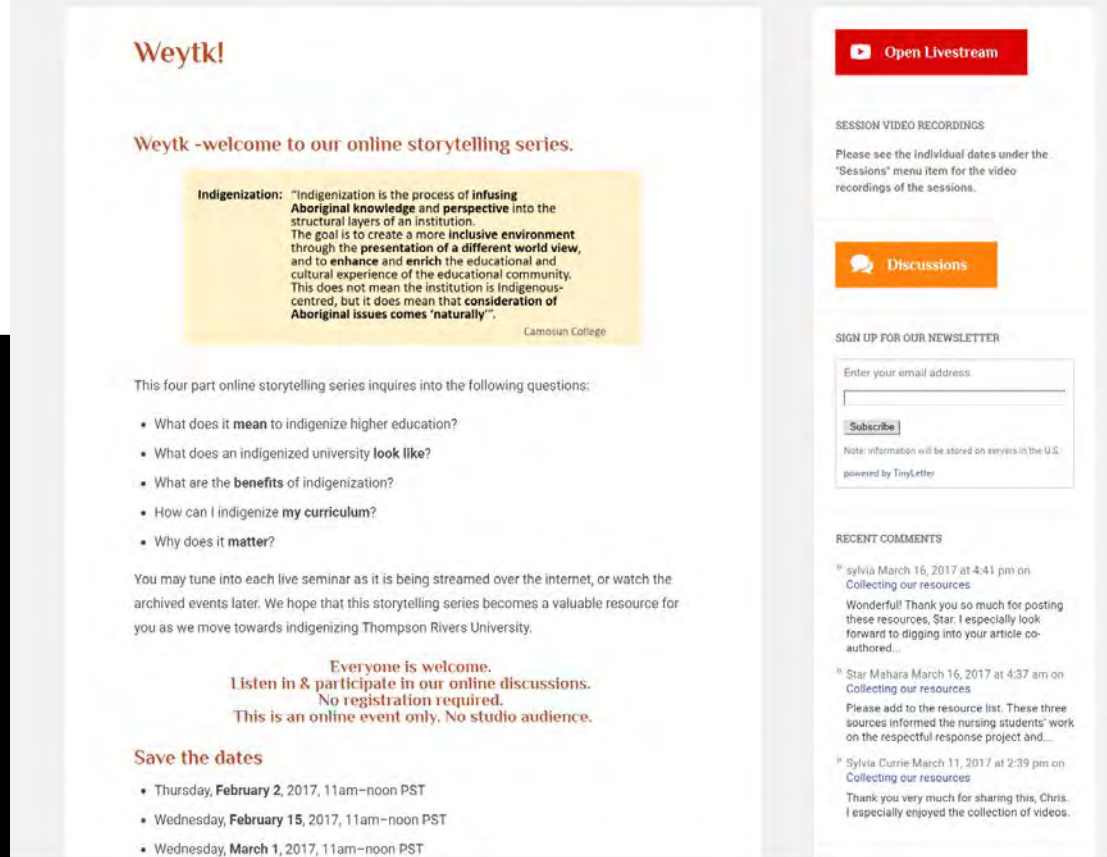 Weytk!
Weytk -welcome to our online storytelling series.
Indigenization: "Indigenization is the process of infusing
Aboriginal knowledge and perspective into the
structural layers of an institution.
The goal is to create a more inclusive environment
through the presentation of a different world view,
and to enhance and enrich the educational and
cultural experience of the educational community.
This does not mean the institution is Indigenous-
centred, but it does mean that consideration of
Aboriginal issues comes 'naturally'".
Camosun College
This four part online storytelling series inquires into the following questions:
• What does it mean to indigenize higher education?
• What does an indigenized university look like?
• What are the benefits of indigenization?
• How can I indigenize my curriculum?
• Why does it matter?
You may tune into each live seminar as it is being streamed over the internet, or watch the
archived events later. We hope that this storytelling series becomes a valuable resource for
you as we move towards indigenizing Thompson Rivers University.
Everyone is welcome.
Listen in & participate in our online discussions.
No registration required.
This is an online event only. No studio audience.
Save the dates
• Thursday, February 2, 2017, 11am–noon PST
• Wednesday, February 15, 2017, 11am–noon PST
• Wednesday, March 1, 2017, 11am–noon PST
Open Livestream
SESSION VIDEO RECORDINGS
Please see the individual dates under the
"Sessions" menu item for the video
recordings of the sessions.
Discussions
SIGN UP FOR OUR NEWSLETTER
Enter your email address
Subscribe
Note: information will be stored on servers in the U.S.
powered by TinyLetter
RECENT COMMENTS
» sylvia March 16, 2017 at 4:41 pm on
Collecting our resources
Wonderful! Thank you so much for posting
these resources, Star. I especially look
forward to digging into your article co-
authored...
» Star Mahara March 16, 2017 at 4:37 am on
Collecting our resources
Please add to the resource list. These three
sources informed the nursing students' work
on the respectful response project and...
» Sylvia Currie March 11, 2017 at 2:39 pm on
Collecting our resources
Thank you very much for sharing this, Chris.
I especially enjoyed the collection of videos.